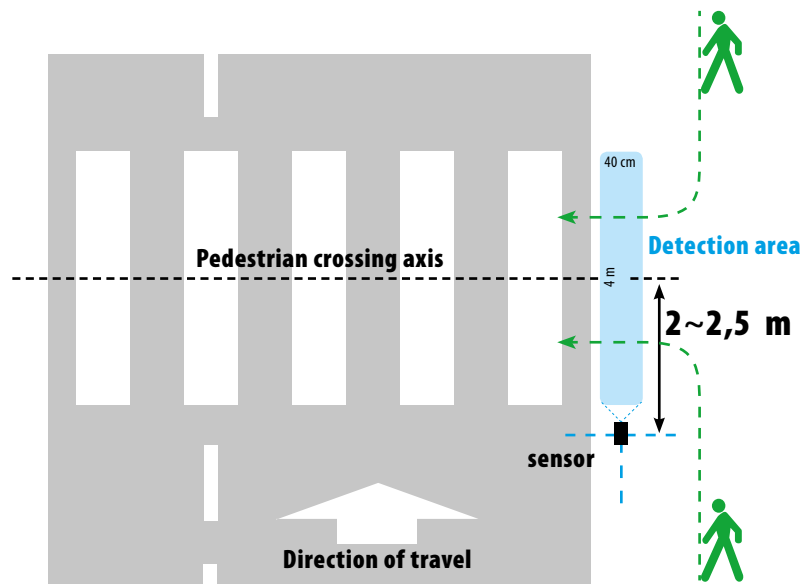 40 cm
Detection area
Pedestrian crossing axis
4 m
2~2,5 m
sensor
Direction of travel